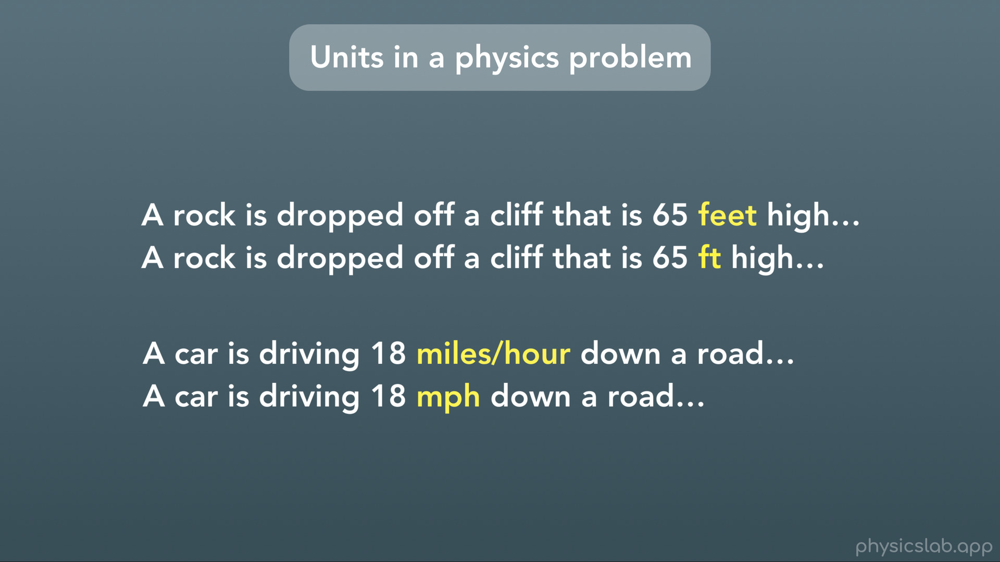 Units in a physics problem
A rock is dropped off a cliff that is 65 feet high...
A rock is dropped off a cliff that is 65 ft high...
A car is driving 18 miles/hour down a road...
A car is driving 18 mph down a road...
physicslab.app